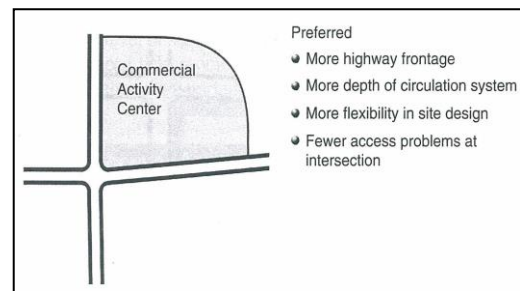 Commercial
Activity
Center
Preferred
More highway frontage
More depth of circulation system
More flexibility in site design
Fewer access problems at
intersection